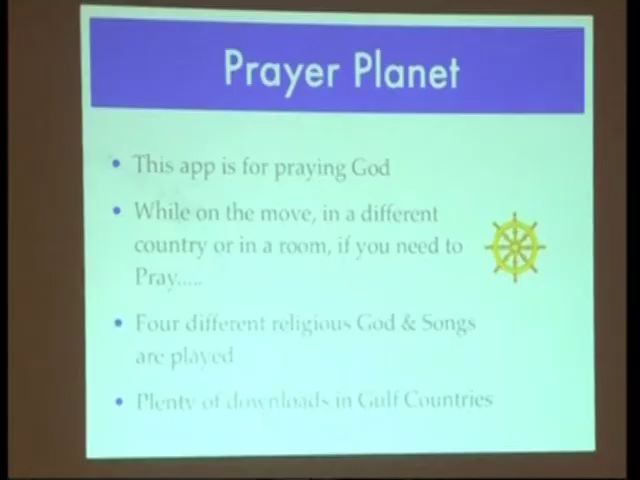 Prayer Planet
• This app is for praying God
• While on the move, in a different
country or in a room, if you need to
Pray.....
• Four different religious God & Songs
are played
• Plenty of downloads in Gulf Countries